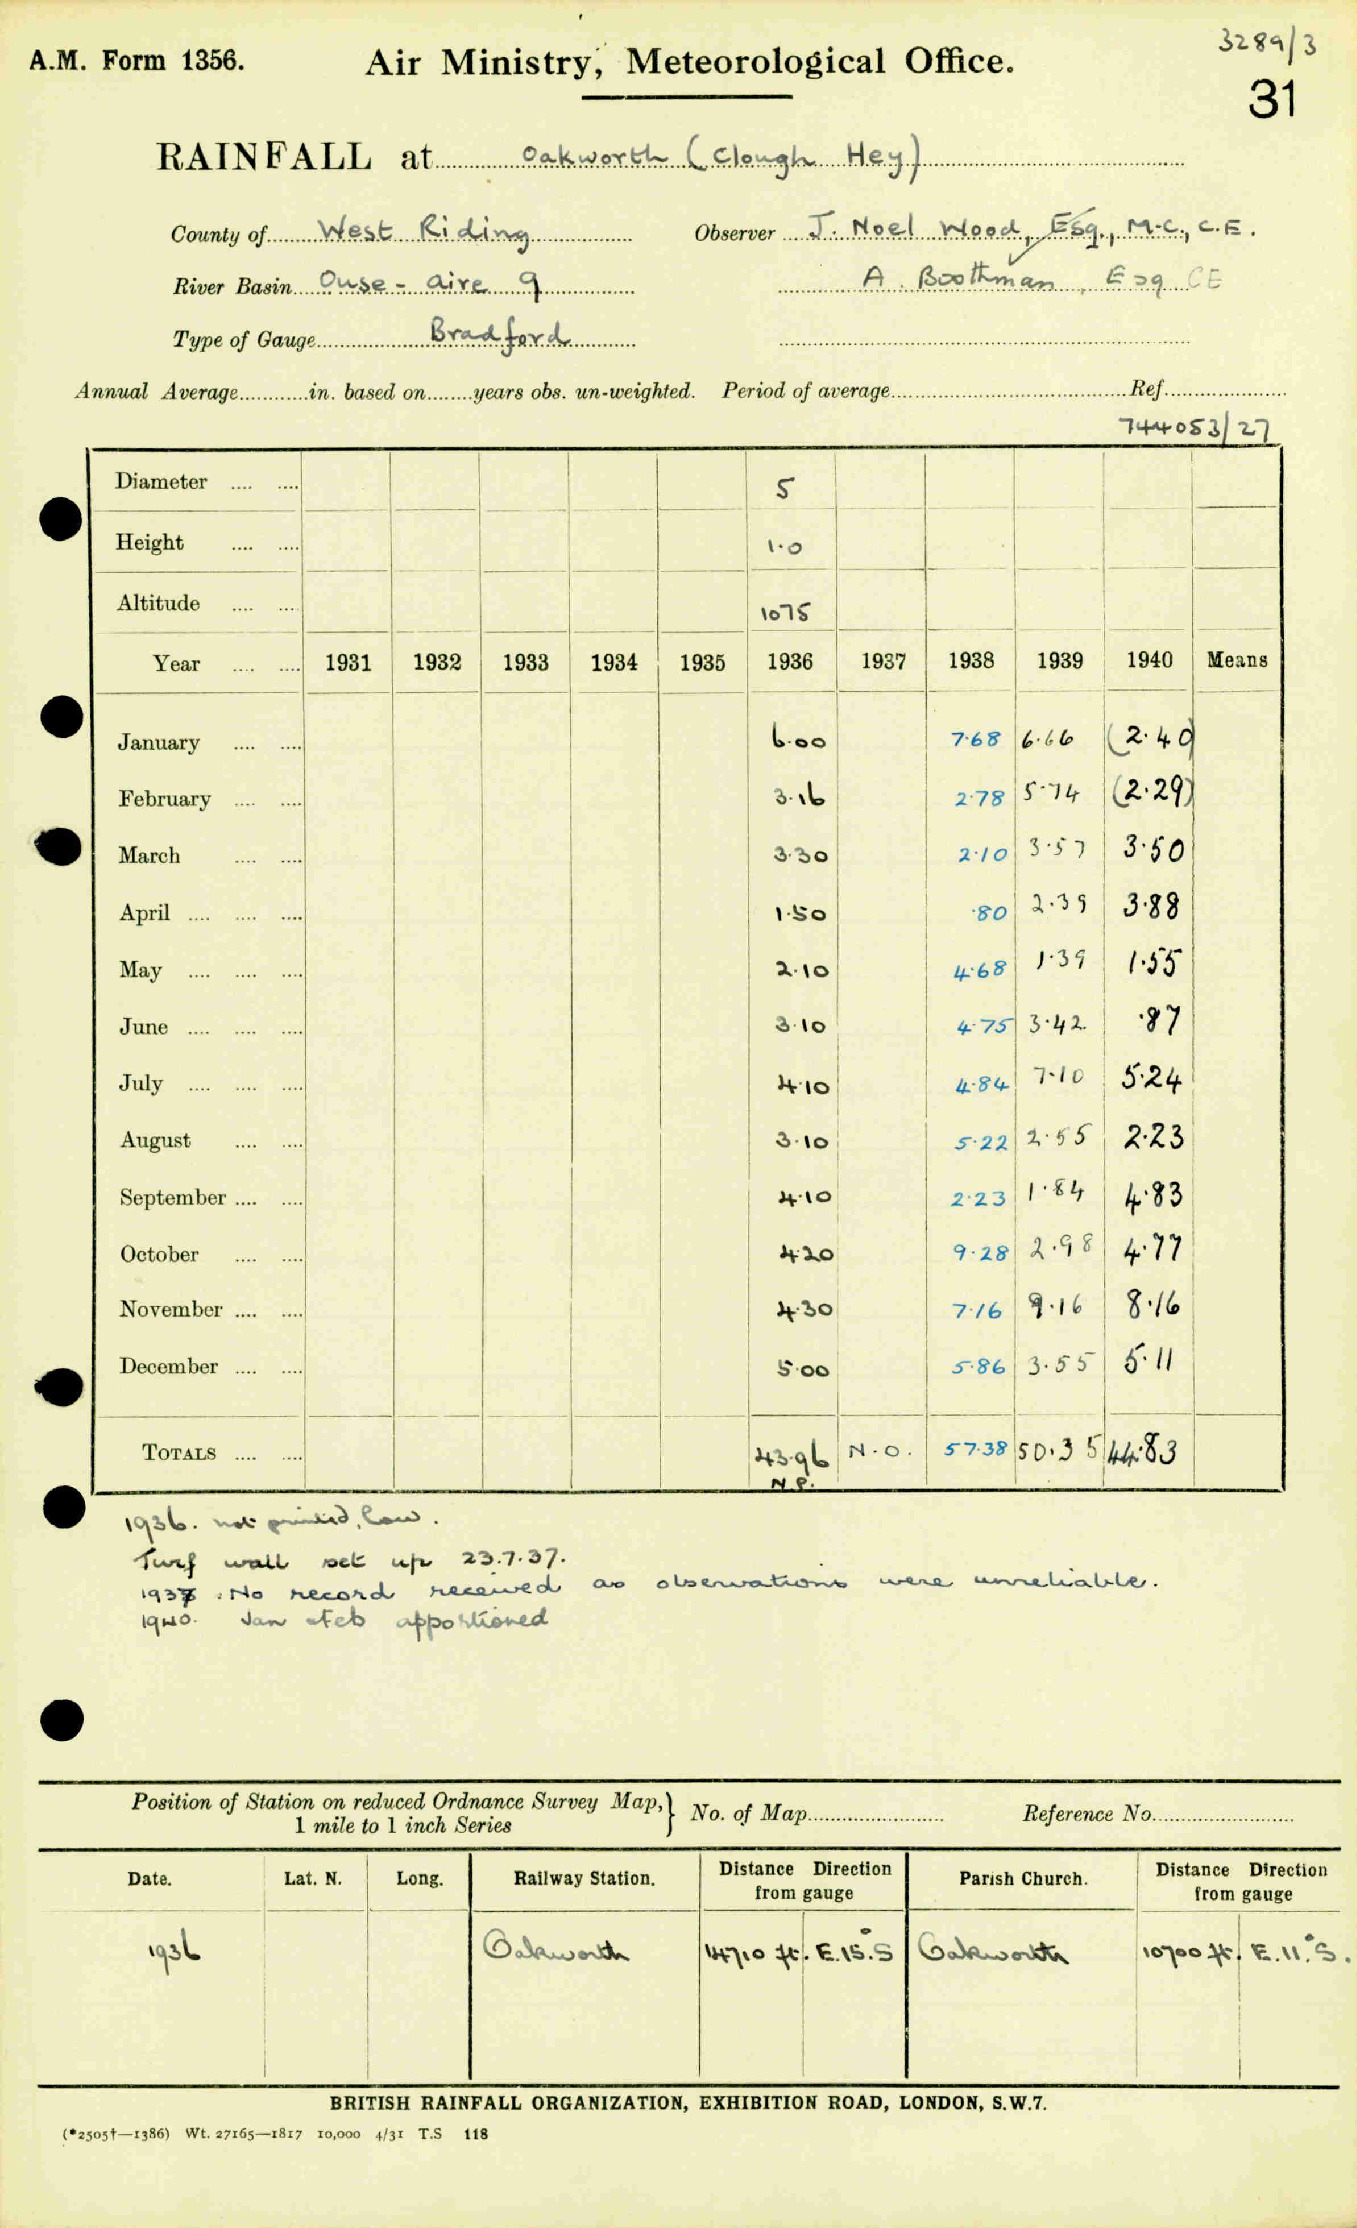 3289/3
A.M. Form 1356. Air Ministry, Meteorological Office.
31
RAINFALL at Oakworth (Clough Hey)
County of West Riding Observer J. Noel Wood, Esq., M.C., C.E.
River Basin Ouse - Aire 9 A. Boothman, Esq CE
Type of Gauge Bradford
Annual Average............in. based on........years obs. un-weighted. Period of average.......... Ref..........
744053/27
Diameter .... .... 5
Height .... .... 1.0
Altitude .... .... 1075
Year .... .... 1931 1932 1933 1934 1935 1936 1937 1938 1939 1940 Means
January .... .... 6.00 7.68 6.66 (2.40)
February .... .... 3.16 2.78 5.74 (2.29)
March .... .... 3.30 2.10 3.57 3.50
April .... .... .... 1.50 .80 2.39 3.88
May .... .... .... 2.10 4.68 1.39 1.55
June .... .... .... 3.10 4.75 3.42 .87
July .... .... .... 4.10 4.84 7.10 5.24
August .... .... 3.10 5.22 2.55 2.23
September .... .... 4.10 2.23 1.84 4.83
October .... .... 4.20 9.28 2.98 4.77
November .... .... 4.30 7.16 9.16 8.16
December .... .... 5.00 5.86 3.55 5.11
TOTALS .... .... 43.96 N.O. 57.38 50.35 44.83
N.P.
1936. not printed, low.
Turf wall set up 23.7.37.
1937. No record received as observations were unreliable.
1940. Jan & Feb apportioned
Position of Station on reduced Ordnance Survey Map, } No. of Map.......... Reference No..........
1 mile to 1 inch Series
Date. Lat. N. Long. Railway Station. Distance Direction from gauge Parish Church. Distance Direction from gauge
1936 Oakworth 14710 ft. E.15°.S Oakworth 10700 ft. E.11°.S.
BRITISH RAINFALL ORGANIZATION, EXHIBITION ROAD, LONDON, S.W.7.
(*2505†—1386) Wt. 27165—1817 10,000 4/31 T.S 118